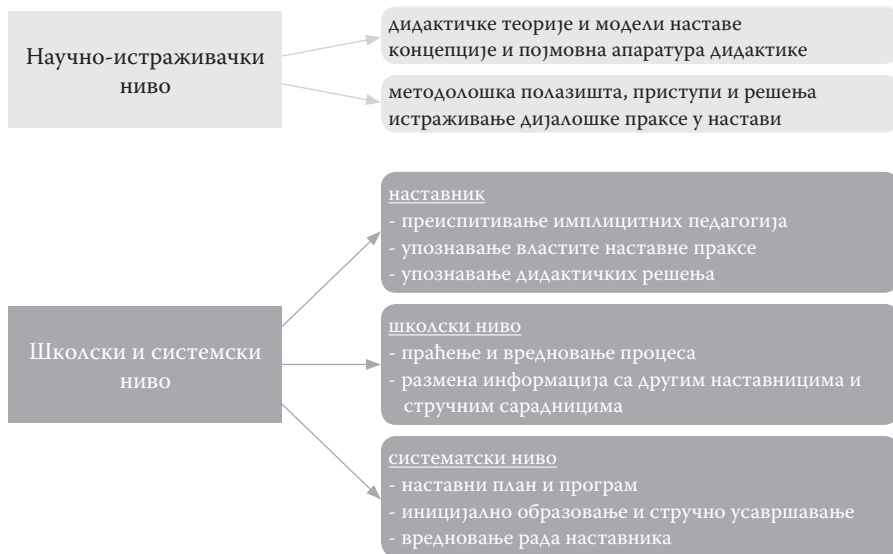 Научно-истраживачки
ниво
дидактичке теорије и модели наставе
концепције и појмовна апаратура дидактике
методолошка полазишта, приступи и решења
истраживање дијалошке праксе у настави
Школски и системски
ниво
наставник
- преиспитивање имплицитних педагогија
- упознавање властите наставне праксе
- упознавање дидактичких решења
школски ниво
- праћење и вредновање процеса
- размена информација са другим наставницима и
стручним сарадницима
систематски ниво
- наставни план и програм
- иницијално образовање и стручно усавршавање
- вредновање рада наставника